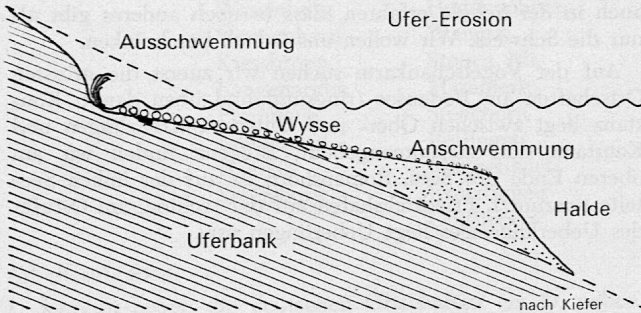 Ufer-Erosion
Ausschwemmung
Wysse
Anschwemmung
Halde
Uferbank
nach Kiefer